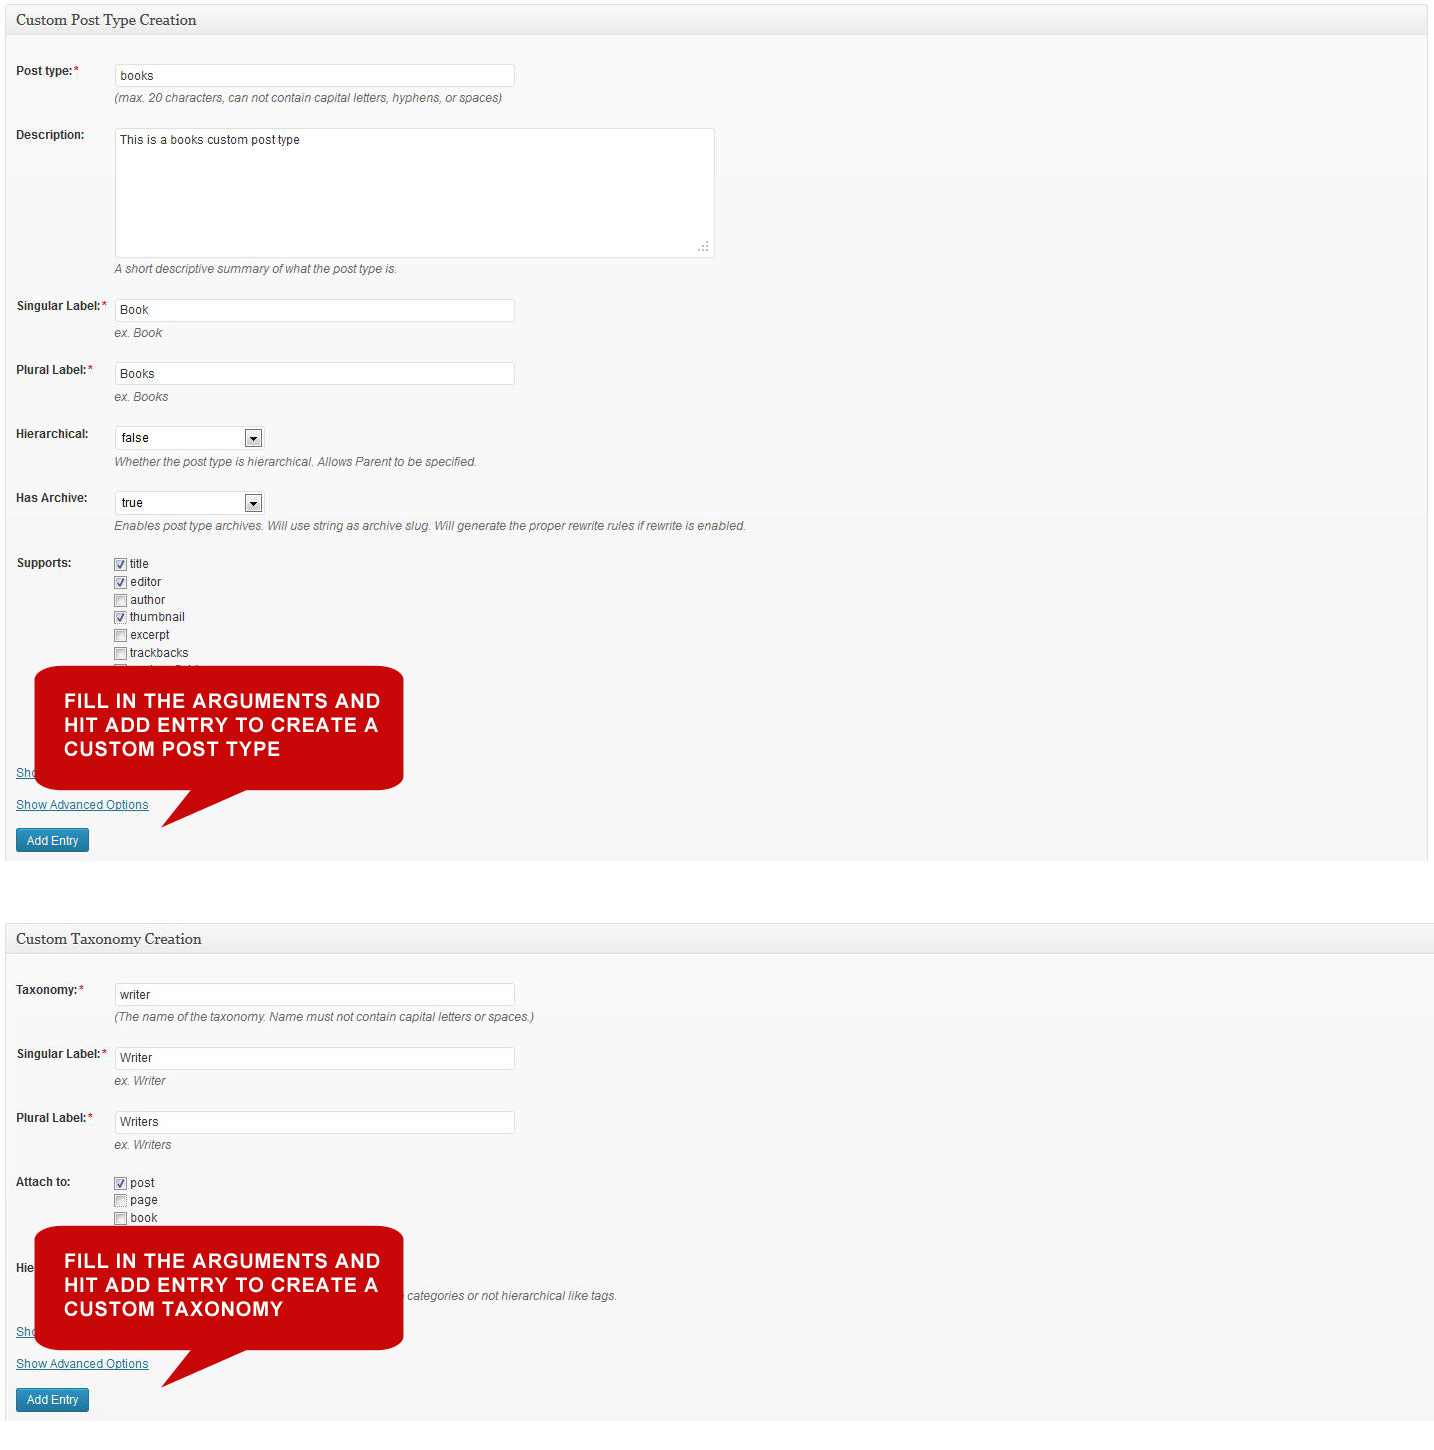 Custom Post Type Creation
Post type:* books
(max. 20 characters, can not contain capital letters, hyphens, or spaces)
Description: This is a books custom post type
A short descriptive summary of what the post type is.
Singular Label:* Book
ex. Book
Plural Label:* Books
ex. Books
Hierarchical: false
Whether the post type is hierarchical. Allows Parent to be specified.
Has Archive: true
Enables post type archives. Will use string as archive slug. Will generate the proper rewrite rules if rewrite is enabled.
Supports: title
editor
author
thumbnail
excerpt
trackbacks
FILL IN THE ARGUMENTS AND
HIT ADD ENTRY TO CREATE A
CUSTOM POST TYPE
Show Advanced Options
Add Entry
Custom Taxonomy Creation
Taxonomy:* writer
(The name of the taxonomy. Name must not contain capital letters or spaces.)
Singular Label:* Writer
ex. Writer
Plural Label:* Writers
ex. Writers
Attach to: post
page
book
FILL IN THE ARGUMENTS AND
HIT ADD ENTRY TO CREATE A
CUSTOM TAXONOMY
categories or not hierarchical like tags.
Show Advanced Options
Add Entry